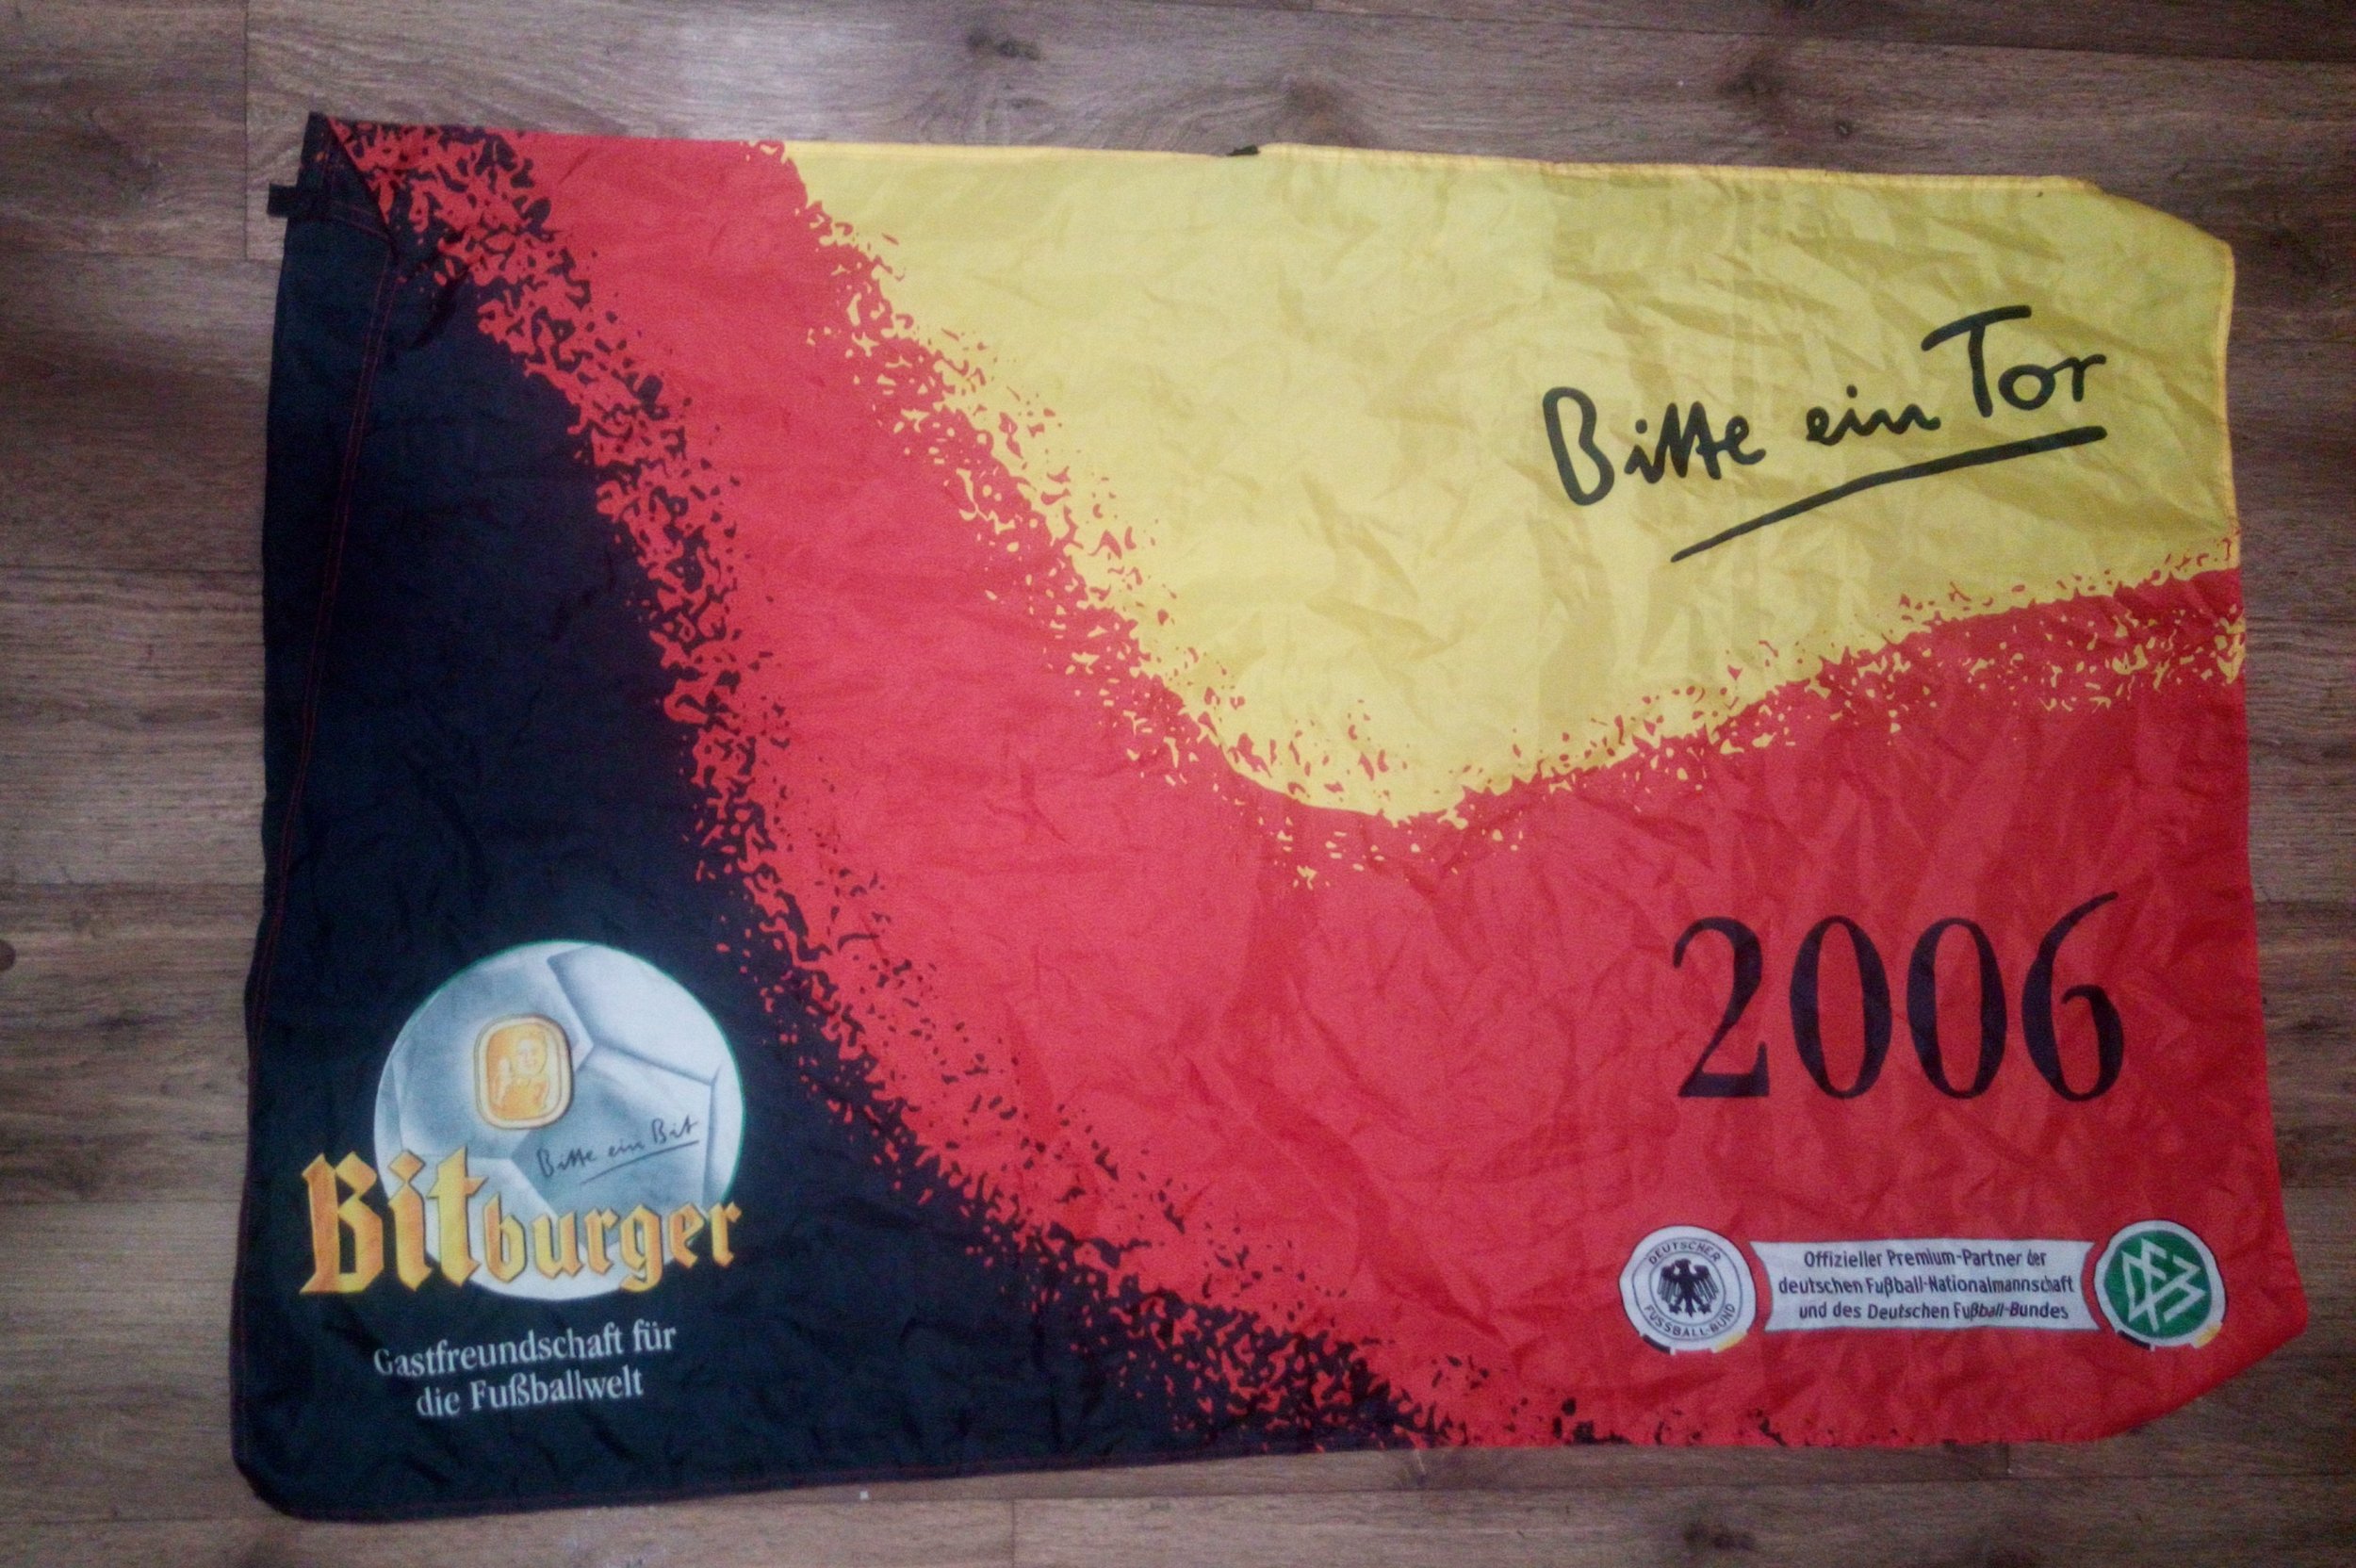 Bitte ein Tor
2006
Bitte ein Bit
Bitburger
Gastfreundschaft für
die Fußballwelt
DEUTSCHER
FUSSBALL-BUND
Offizieller Premium-Partner der
deutschen Fußball-Nationalmannschaft
und des Deutschen Fußball-Bundes
DFB